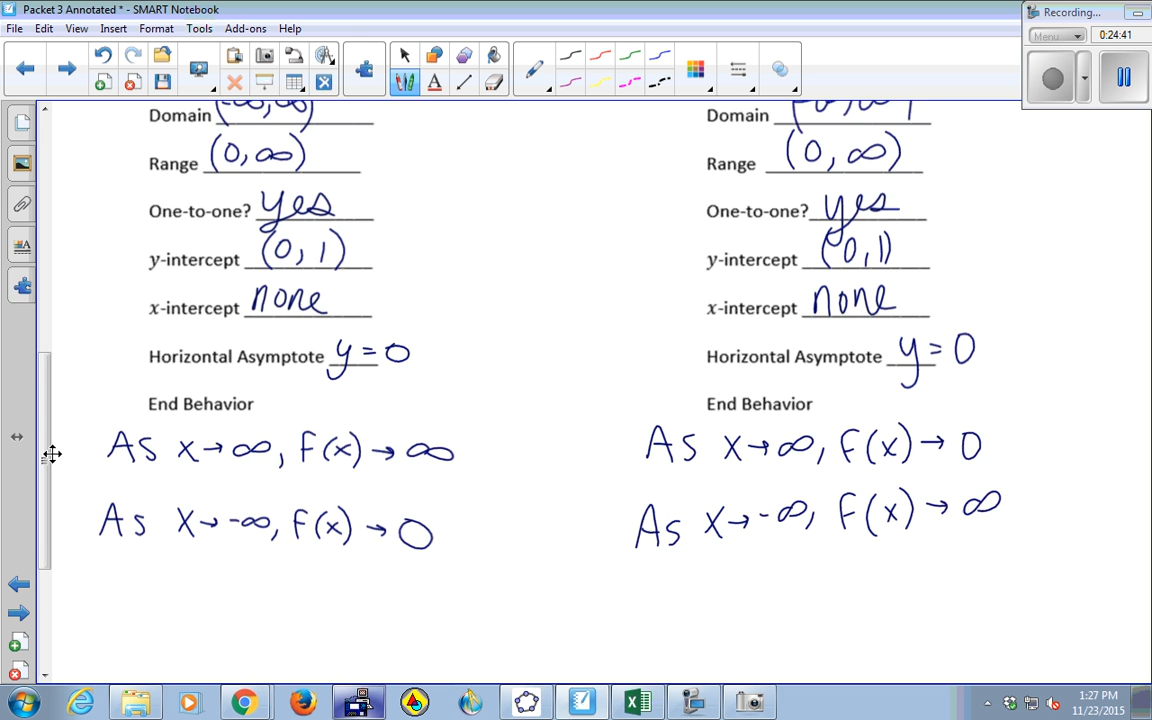 Packet 3 Annotated * - SMART Notebook
Recording...
File Edit View Insert Format Tools Add-ons Help
Menu
0:24:41
Domain (-∞,∞)
Range (0, ∞)
One-to-one? yes
y-intercept (0, 1)
x-intercept none
Horizontal Asymptote y = 0
End Behavior
As x→∞, f(x)→∞
As x→-∞, f(x)→0
Domain
Range (0, ∞)
One-to-one? yes
y-intercept (0,1)
x-intercept none
Horizontal Asymptote y = 0
End Behavior
As x→∞, f(x)→ 0
As x→-∞, f(x)→ ∞
1:27 PM
11/23/2015